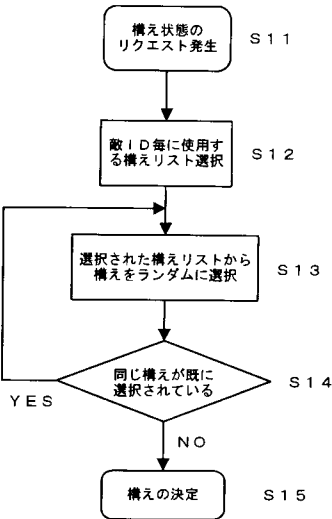 構え状態の
リクエスト発生
S11
敵ID毎に使用す
る構えリスト選択
S12
選択された構えリストから
構えをランダムに選択
S13
同じ構えが既に
選択されている
S14
YES
NO
構えの決定
S15